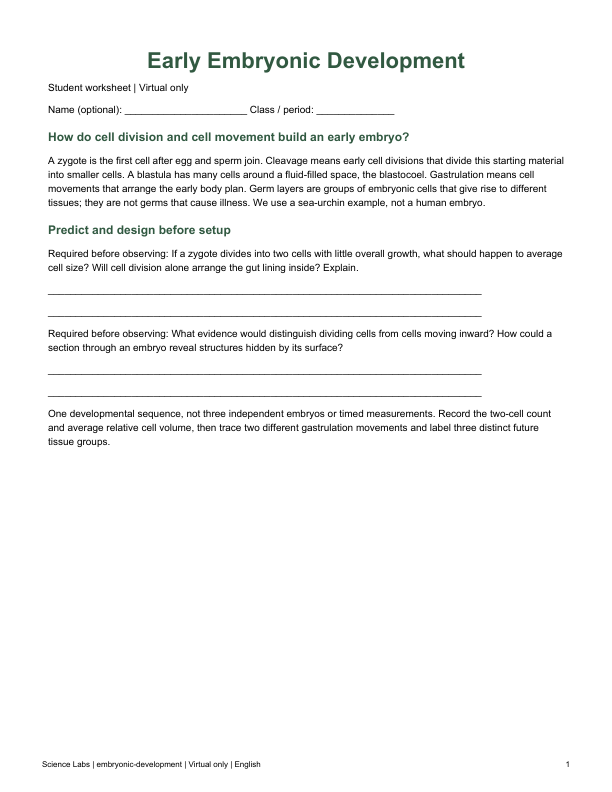 Early Embryonic Development
Student worksheet | Virtual only
Name (optional): ______________________ Class / period: ______________
How do cell division and cell movement build an early embryo?
A zygote is the first cell after egg and sperm join. Cleavage means early cell divisions that divide this starting material
into smaller cells. A blastula has many cells around a fluid-filled space, the blastocoel. Gastrulation means cell
movements that arrange the early body plan. Germ layers are groups of embryonic cells that give rise to different
tissues; they are not germs that cause illness. We use a sea-urchin example, not a human embryo.
Predict and design before setup
Required before observing: If a zygote divides into two cells with little overall growth, what should happen to average
cell size? Will cell division alone arrange the gut lining inside? Explain.
Required before observing: What evidence would distinguish dividing cells from cells moving inward? How could a
section through an embryo reveal structures hidden by its surface?
One developmental sequence, not three independent embryos or timed measurements. Record the two-cell count
and average relative cell volume, then trace two different gastrulation movements and label three distinct future
tissue groups.
Science Labs | embryonic-development | Virtual only | English 1